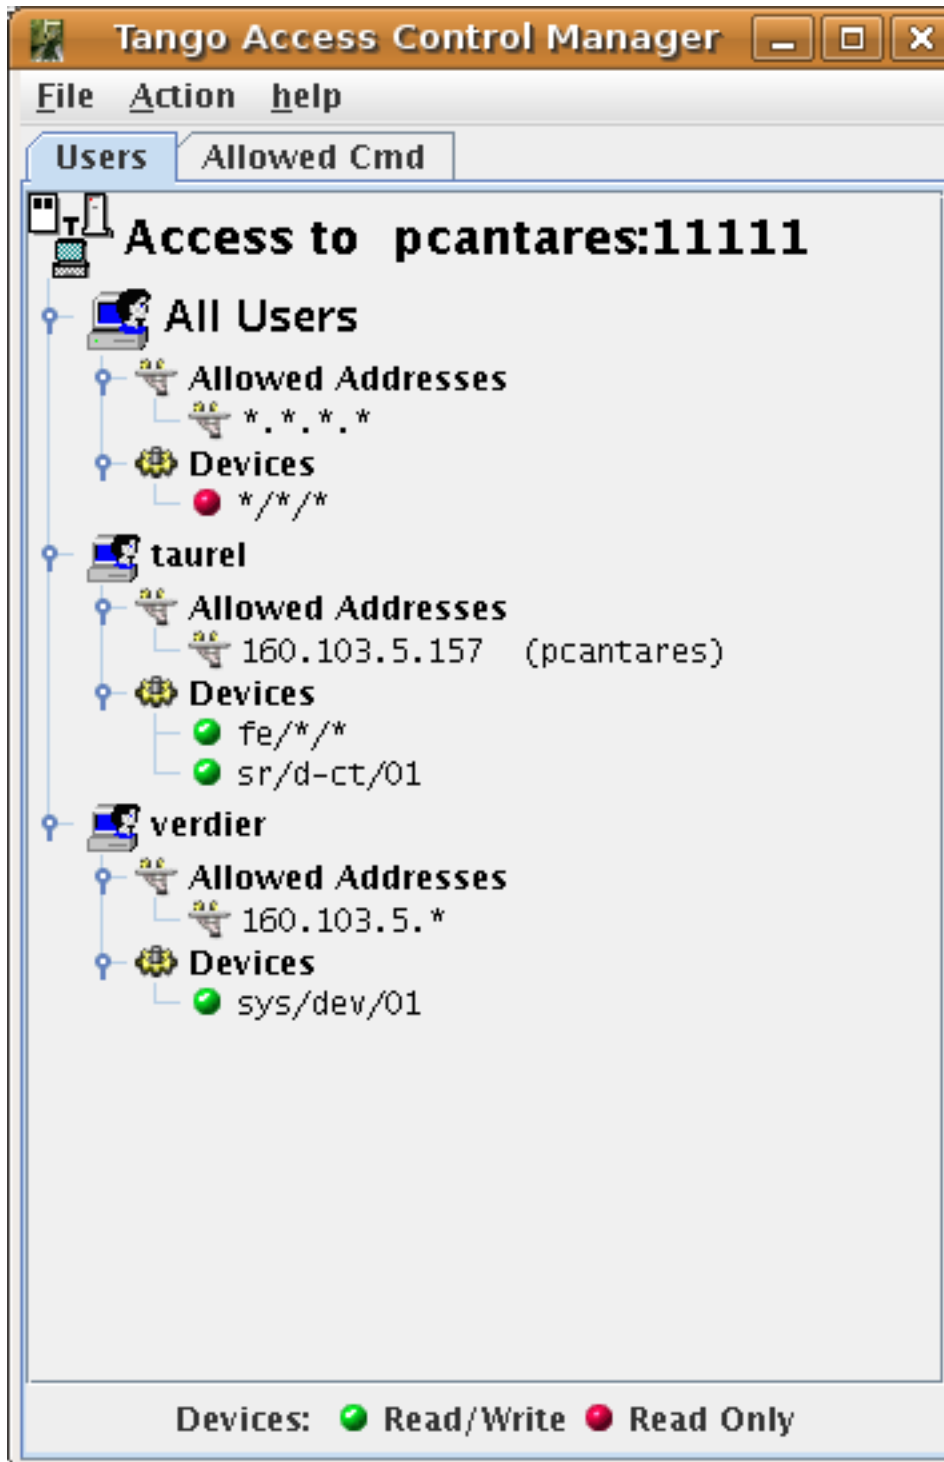 Tango Access Control Manager
File Action help
Users Allowed Cmd
Access to pcantares:11111
All Users
Allowed Addresses
*.*.*.*
Devices
*/*/*
taurel
Allowed Addresses
160.103.5.157 (pcantares)
Devices
fe/*/*
sr/d-ct/01
verdier
Allowed Addresses
160.103.5.*
Devices
sys/dev/01
Devices: Read/Write Read Only